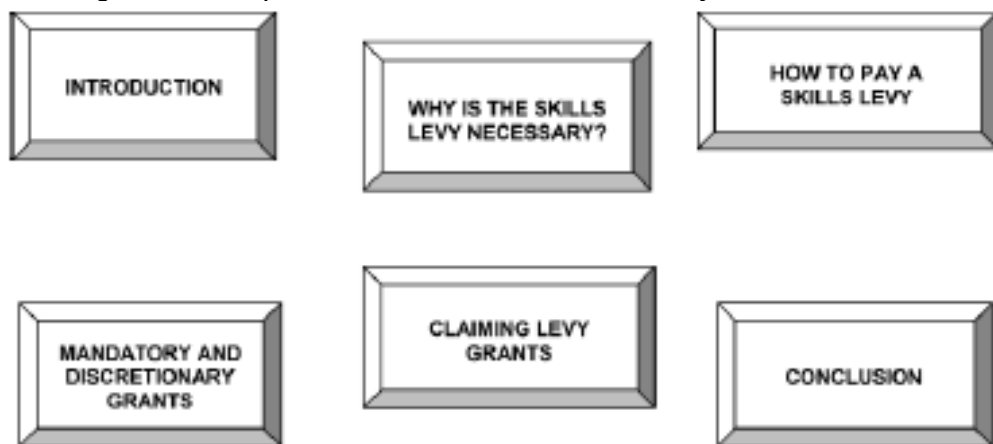 INTRODUCTION
WHY IS THE SKILLS
LEVY NECESSARY?
HOW TO PAY A
SKILLS LEVY
MANDATORY AND
DISCRETIONARY
GRANTS
CLAIMING LEVY
GRANTS
CONCLUSION